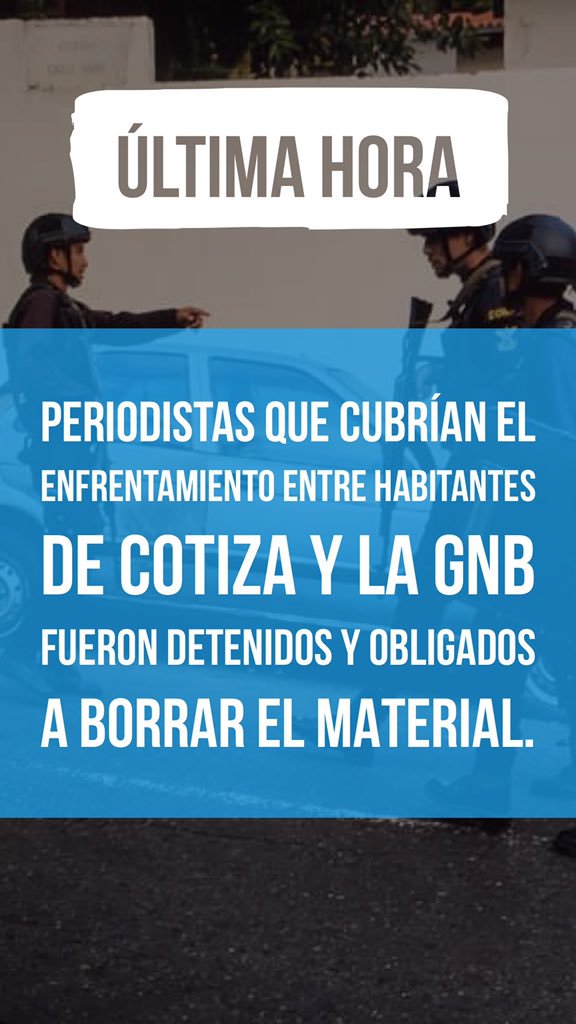 ÚLTIMA HORA
PERIODISTAS QUE CUBRÍAN EL
ENFRENTAMIENTO ENTRE HABITANTES
DE COTIZA Y LA GNB
FUERON DETENIDOS Y OBLIGADOS
A BORRAR EL MATERIAL.